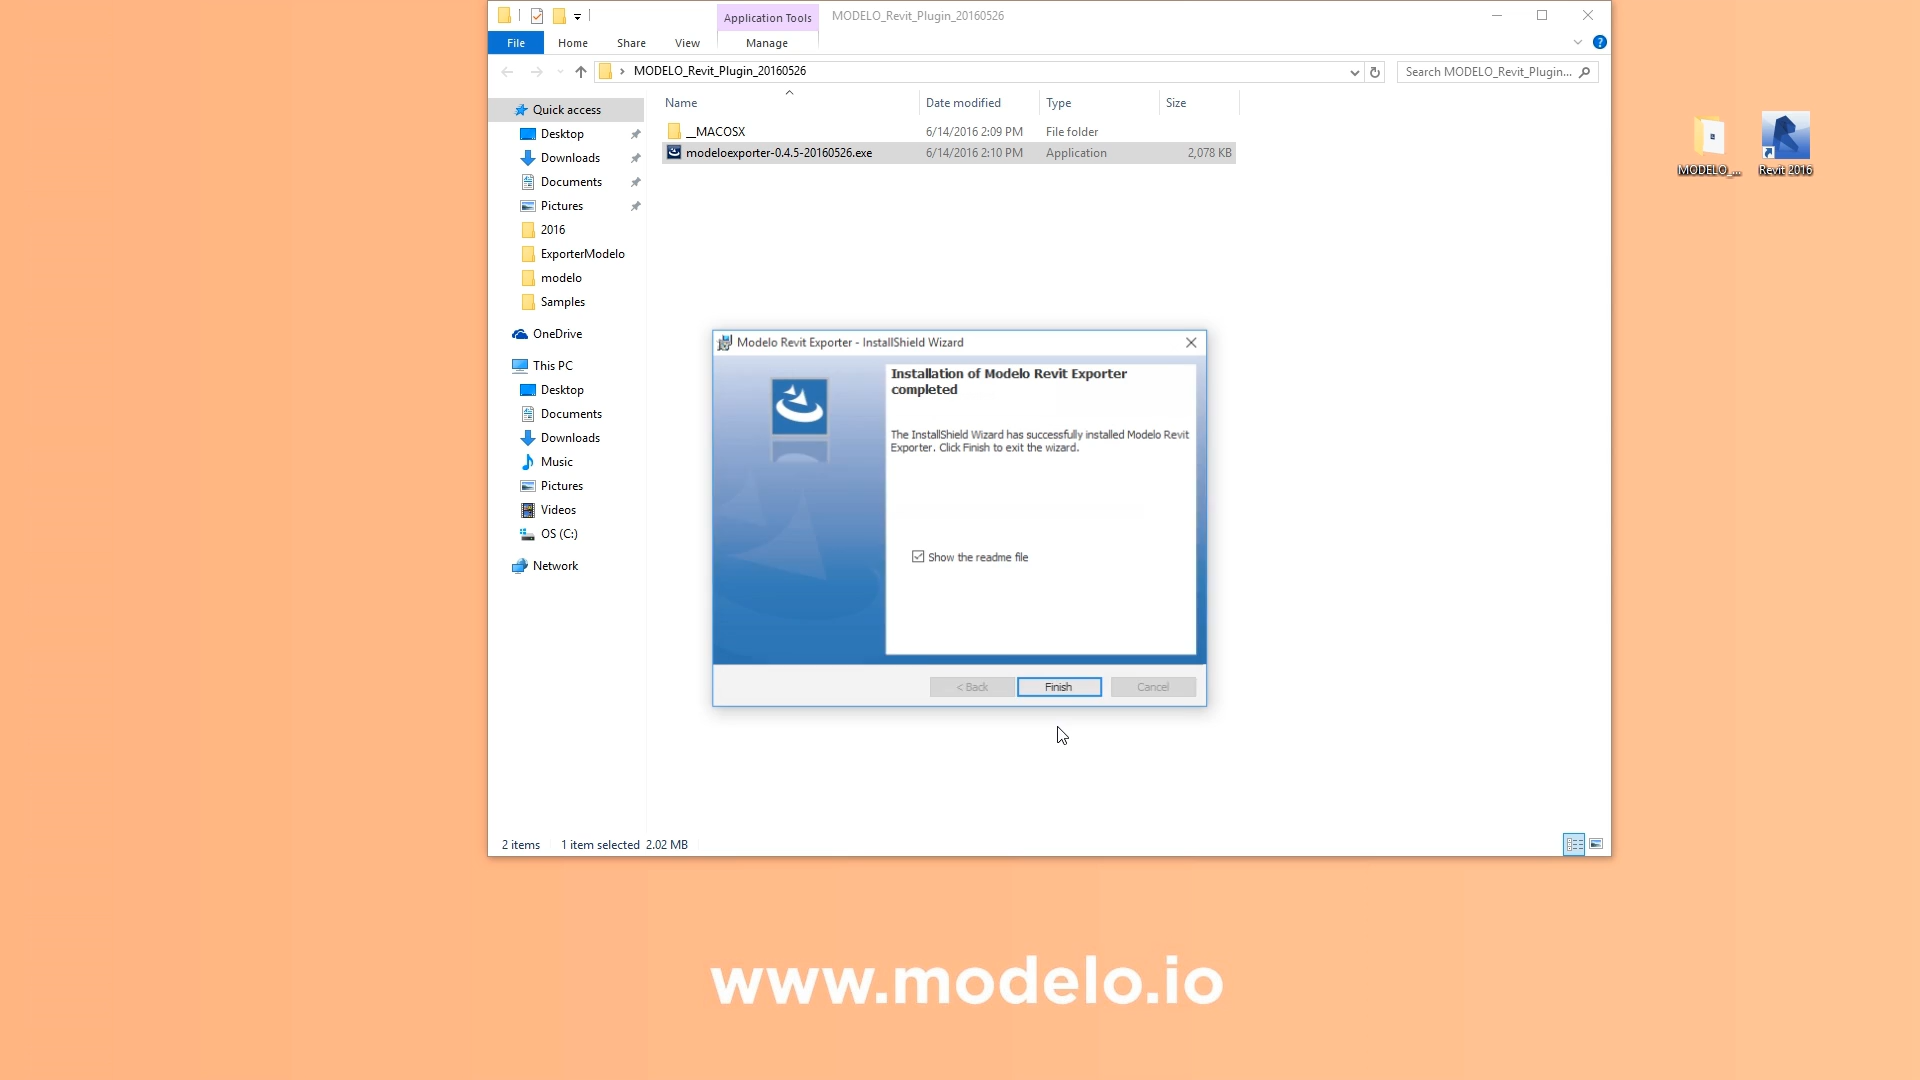 Application Tools
MODELO_Revit_Plugin_20160526
File
Home
Share
View
Manage
MODELO_Revit_Plugin_20160526
Search MODELO_Revit_Plugin...
Name
Date modified
Type
Size
Quick access
Desktop
Downloads
Documents
Pictures
2016
ExporterModelo
modelo
Samples
OneDrive
This PC
Desktop
Documents
Downloads
Music
Pictures
Videos
OS (C:)
Network
__MACOSX 6/14/2016 2:09 PM File folder
modeloexporter-0.4.5-20160526.exe 6/14/2016 2:10 PM Application 2,078 KB
MODELO_...
Revit 2016
Modelo Revit Exporter - InstallShield Wizard
Installation of Modelo Revit Exporter
completed
The InstallShield Wizard has successfully installed Modelo Revit
Exporter. Click Finish to exit the wizard.
Show the readme file
< Back
Finish
Cancel
2 items 1 item selected 2.02 MB
www.modelo.io